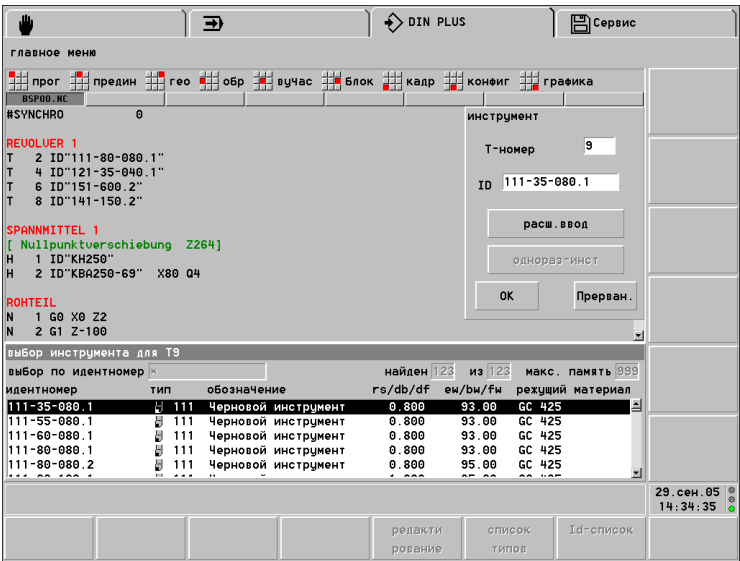 DIN PLUS
Сервис
главное меню
прог предин гео обр вучас блок кадр конфиг графика
BSP00.NC
#SYNCHRO 0
REVOLVER 1
T 2 ID"111-80-080.1"
T 4 ID"121-35-040.1"
T 6 ID"151-600.2"
T 8 ID"141-150.2"
SPANNMITTEL 1
[ Nullpunktverschiebung Z264]
H 1 ID"KH250"
H 2 ID"KBA250-69" X80 Q4
ROHTEIL
N 1 G0 X0 Z2
N 2 G1 Z-100
инструмент
T-номер 9
ID 111-35-080.1
расш.ввод
однораз-инст
OK Прерван.
выбор инструмента для T9
выбор по идентномер * найден 123 из 123 макс. память 999
идентномер тип обозначение rs/db/df ew/bw/fw режущий материал
111-35-080.1 111 Черновой инструмент 0.800 93.00 GC 425
111-55-080.1 111 Черновой инструмент 0.800 93.00 GC 425
111-60-080.1 111 Черновой инструмент 0.800 93.00 GC 425
111-80-080.1 111 Черновой инструмент 0.800 93.00 GC 425
111-80-080.2 111 Черновой инструмент 0.800 95.00 GC 425
29.сен.05
14:34:35
редакти
рование
список
типов
Id-список